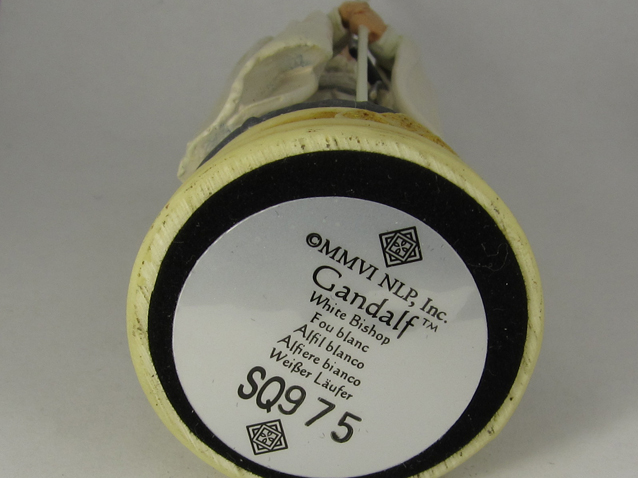 ©MMVI NLP, Inc.
Gandalf™
White Bishop
Fou blanc
Alfil blanco
Alfiere bianco
Weißer Läufer
SQ975